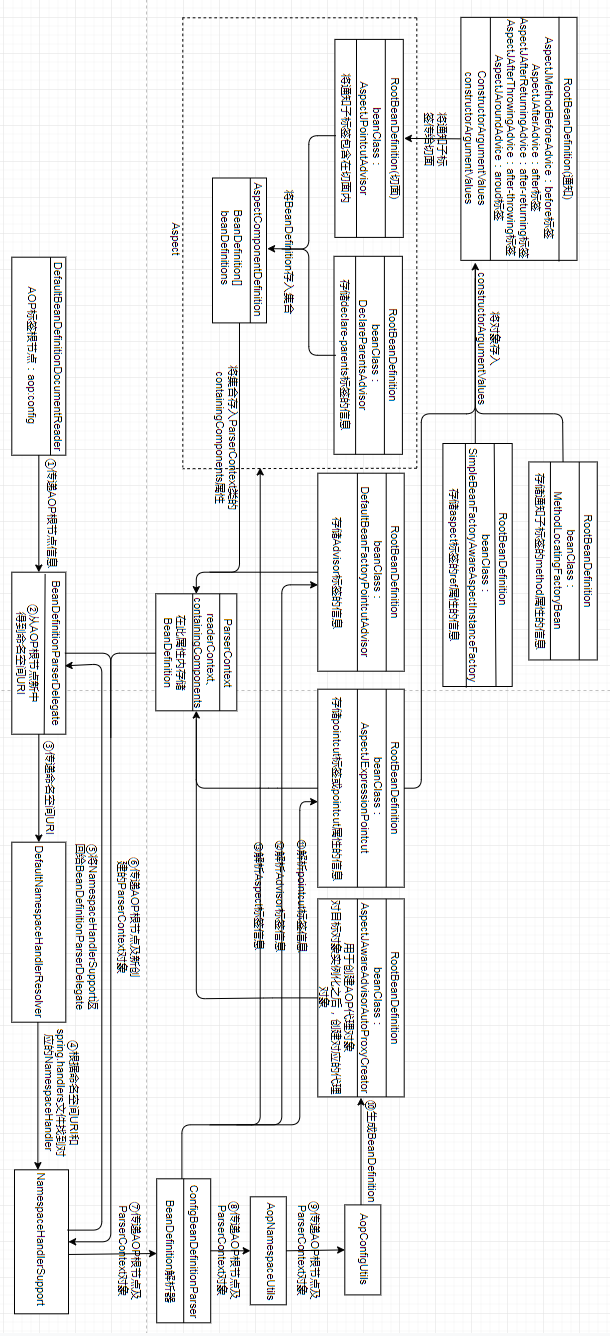 RootBeanDefinition(通知)
AspectJMethodBeforeAdvice：before标签
AspectJAfterAdvice：after标签
AspectJAfterReturningAdvice：after-returning标签
AspectJAfterThrowingAdvice：after-throwing标签
AspectJAroundAdvice：aroud标签
ConstructorArgumentValues
constructorArgumentValues
将对象存入
constructorArgumentValues
RootBeanDefinition
beanClass：
MethodLocatingFactoryBean
存储通知子标签的method属性的信息
RootBeanDefinition
beanClass：
SimpleBeanFactoryAwareAspectInstanceFactory
存储aspect标签的ref属性的信息
将通知子标
签传给切面
RootBeanDefinition(切面)
beanClass：
AspectJPointcutAdvisor
将通知子标签包含在切面内
RootBeanDefinition
beanClass：
DeclareParentsAdvisor
存储declare-parents标签的信息
将BeanDefinition存入集合
AspectComponentDefinition
BeanDefinition[]
beanDefinitions
Aspect
将集合存入ParserContext类的
containingComponents属性
RootBeanDefinition
beanClass：
DefaultBeanFactoryPointcutAdvisor
存储Advisor标签的信息
RootBeanDefinition
beanClass：
AspectJExpressionPointcut
存储pointcut标签或pointcut属性的信息
RootBeanDefinition
beanClass：
AspectJAwareAdvisorAutoProxyCreator
用于创建AOP代理对象
对目标对象实例化之后，创建对应的代理
对象
ParserContext
readerContext、
containingComponents
在此属性内存储
BeanDefinition
⑪解析pointcut标签信息
⑫解析Advisor标签信息
⑬解析Aspect标签信息
⑩生成BeanDefinition
DefaultBeanDefinitionDocumentReader
AOP标签根节点：aop:config
①传递AOP根节点信息
BeanDefinitionParserDelegate
②从AOP根节点新中
得到命名空间URI
③传递命名空间URI
DefaultNamespaceHandlerResolver
④根据命名空间URI和
spring.handlers文件找到对
应的NamespaceHandler
NamespaceHandlerSupport
⑤将NamespaceHandlerSupport返
回给BeanDefinitionParserDelegate
⑥传递AOP根节点及新创
建的ParserContext对象
⑦传递AOP根节点及
ParserContext对象
ConfigBeanDefinitionParser
BeanDefinition解析器
⑧传递AOP根节点及
ParserContext对象
AopNamespaceUtils
⑨传递AOP根节点及
ParserContext对象
AopConfigUtils